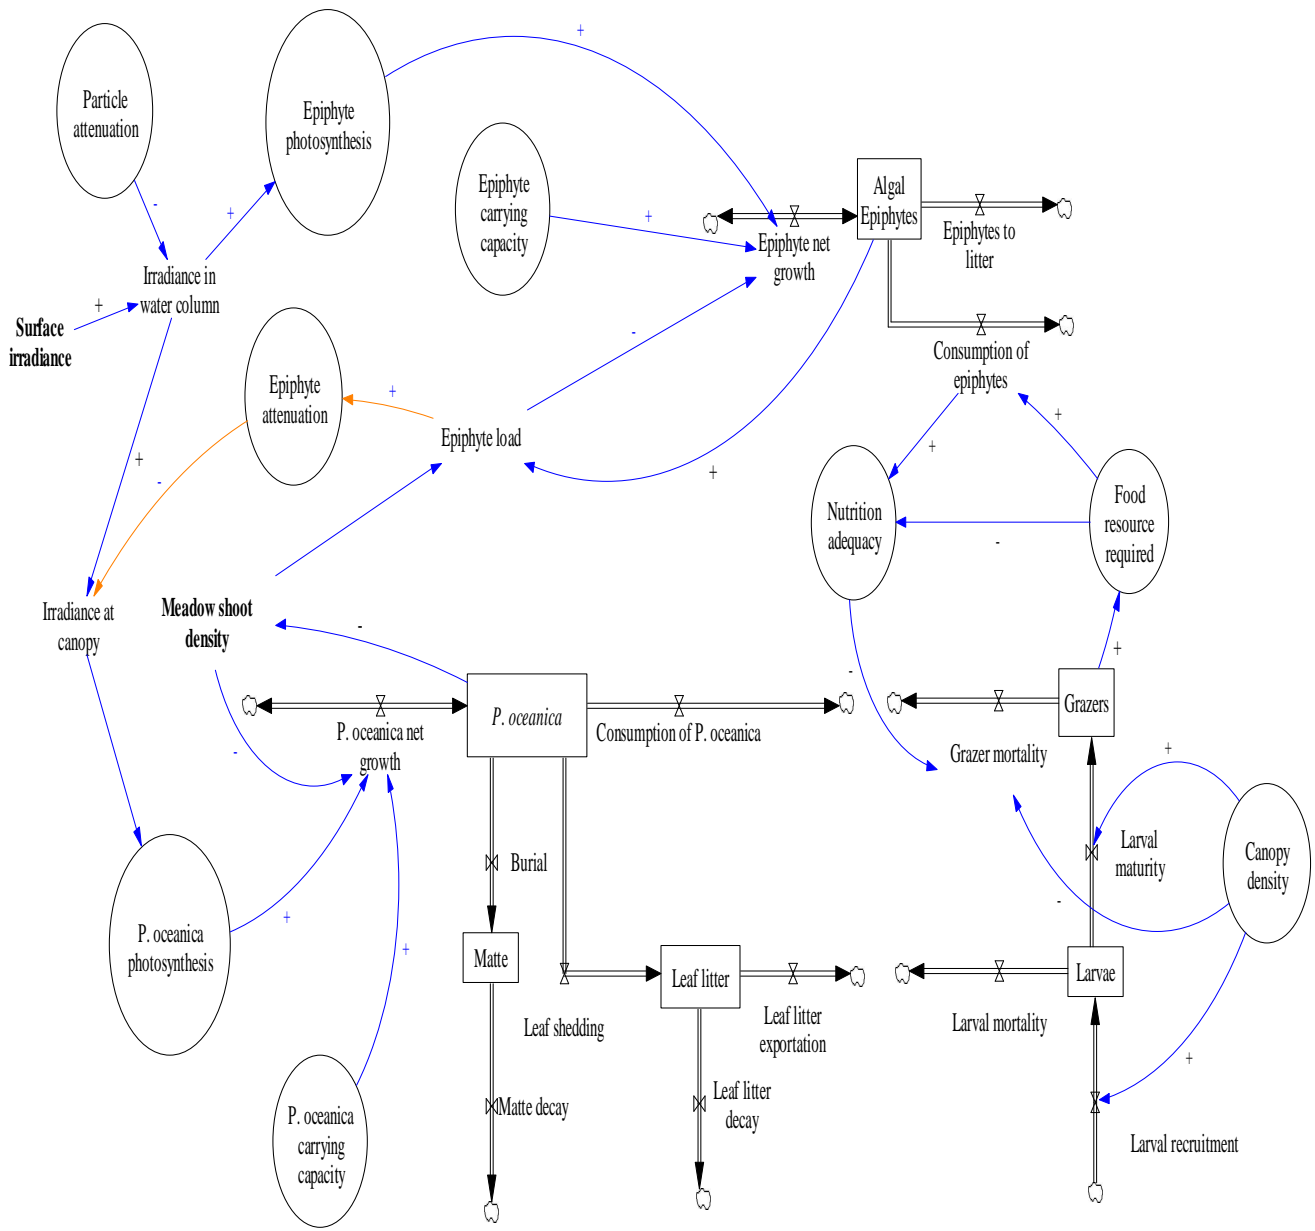 +
Particle
attenuation
Epiphyte
photosynthesis
Epiphyte
carrying
capacity
Algal
Epiphytes
-
+
+
Epiphyte net
growth
Epiphytes to
litter
Irradiance in
water column
+
Surface
irradiance
-
Consumption of
epiphytes
Epiphyte
attenuation
+
+
+
Epiphyte load
+
-
+
Nutrition
adequacy
Food
resource
required
-
Irradiance at
canopy
Meadow shoot
density
-
+
-
P. oceanica
Grazers
P. oceanica net
growth
Consumption of P. oceanica
-
Grazer mortality
+
Burial
Larval
maturity
Canopy
density
-
+
+
P. oceanica
photosynthesis
Matte
Leaf litter
Larvae
Leaf shedding
Leaf litter
exportation
Larval mortality
+
Matte decay
Leaf litter
decay
P. oceanica
carrying
capacity
Larval recruitment